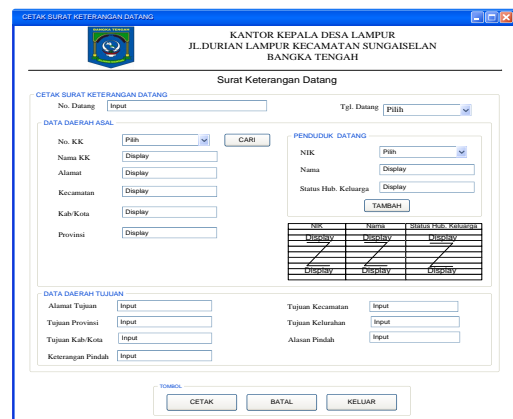 CETAK SURAT KETERANGAN DATANG
BANGKA TENGAH
KANTOR KEPALA DESA LAMPUR
JL.DURIAN LAMPUR KECAMATAN SUNGAISELAN
BANGKA TENGAH
Surat Keterangan Datang
CETAK SURAT KETERANGAN DATANG
No. Datang Input Tgl. Datang Pilih
DATA DAERAH ASAL
No. KK Pilih CARI
Nama KK Display
Alamat Display
Kecamatan Display
Kab/Kota Display
Provinsi Display
PENDUDUK DATANG
NIK Pilih
Nama Display
Status Hub. Keluarga Display
TAMBAH
NIK Nama Status Hub. Keluarga
Display Display Display
Display Display Display
DATA DAERAH TUJUAN
Alamat Tujuan Input Tujuan Kecamatan Input
Tujuan Provinsi Input Tujuan Kelurahan Input
Tujuan Kab/Kota Input Alasan Pindah Input
Keterangan Pindah Input
TOMBOL
CETAK BATAL KELUAR